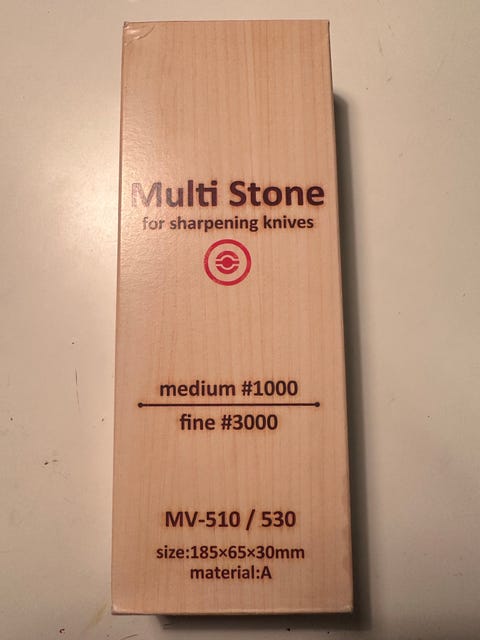 Multi Stone
for sharpening knives
medium #1000
fine #3000
MV-510 / 530
size:185×65×30mm
material:A